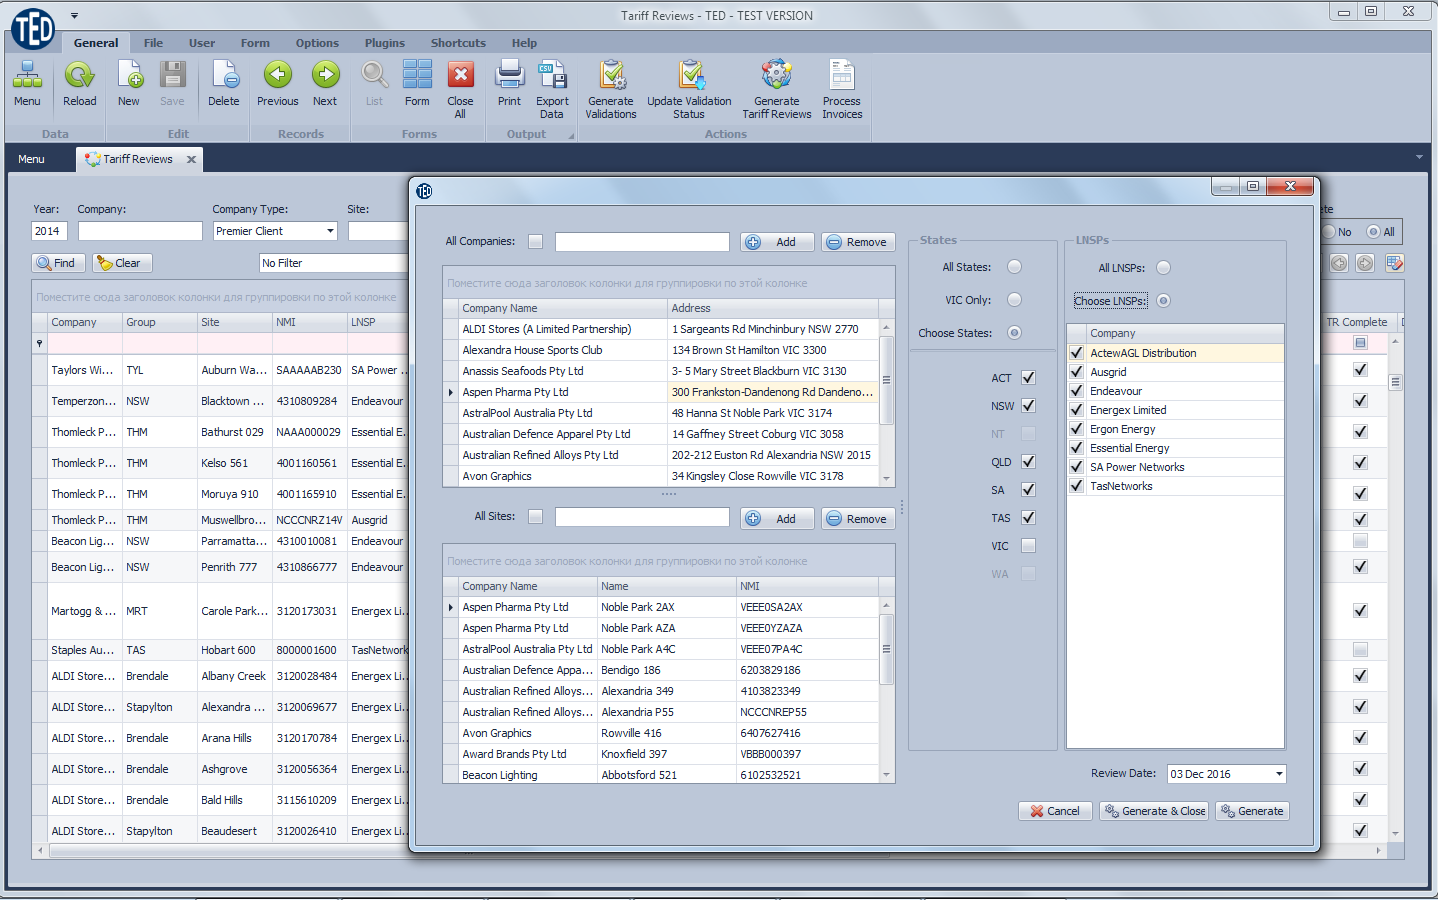 Tariff Reviews - TED - TEST VERSION
TED
General File User Form Options Plugins Shortcuts Help
Menu Reload New Save Delete Previous Next List Form Close All Print Export Data Generate Validations Update Validation Status Generate Tariff Reviews Process Invoices
Data Edit Records Forms Output Actions
Menu Tariff Reviews
Year: Company: Company Type: Site:
2014 Premier Client No All
Find Clear No Filter
Поместите сюда заголовок колонки для группировки по этой колонке
Company Group Site NMI LNSP TR Complete
Taylors Wi... TYL Auburn Wa... SAAAAAB230 SA Power
Temperzon... NSW Blacktown ... 4310809284 Endeavour
Thomleck P... THM Bathurst 029 NAAA000029 Essential E.
Thomleck P... THM Kelso 561 4001160561 Essential E.
Thomleck P... THM Moruya 910 4001165910 Essential E.
Thomleck P... THM Muswellbro... NCCCNRZ14V Ausgrid
Beacon Lig... NSW Parramatta... 4310010081 Endeavour
Beacon Lig... NSW Penrith 777 4310866777 Endeavour
Martogg & ... MRT Carole Park... 3120173031 Energex Li..
Staples Au... TAS Hobart 600 8000001600 TasNetwork
ALDI Store... Brendale Albany Creek 3120028484 Energex Li..
ALDI Store... Stapylton Alexandra ... 3120069677 Energex Li..
ALDI Store... Brendale Arana Hills 3120170784 Energex Li..
ALDI Store... Brendale Ashgrove 3120056364 Energex Li..
ALDI Store... Brendale Bald Hills 3115610209 Energex Li..
ALDI Store... Stapylton Beaudesert 3120026410 Energex Li..
TED
All Companies: Add Remove
Поместите сюда заголовок колонки для группировки по этой колонке
Company Name Address
ALDI Stores (A Limited Partnership) 1 Sargeants Rd Minchinbury NSW 2770
Alexandra House Sports Club 134 Brown St Hamilton VIC 3300
Anassis Seafoods Pty Ltd 3- 5 Mary Street Blackburn VIC 3130
Aspen Pharma Pty Ltd 300 Frankston-Dandenong Rd Dandeno...
AstralPool Australia Pty Ltd 48 Hanna St Noble Park VIC 3174
Australian Defence Apparel Pty Ltd 14 Gaffney Street Coburg VIC 3058
Australian Refined Alloys Pty Ltd 202-212 Euston Rd Alexandria NSW 2015
Avon Graphics 34 Kingsley Close Rowville VIC 3178
All Sites: Add Remove
Поместите сюда заголовок колонки для группировки по этой колонке
Company Name Name NMI
Aspen Pharma Pty Ltd Noble Park 2AX VEEE0SA2AX
Aspen Pharma Pty Ltd Noble Park AZA VEEE0YZAZA
AstralPool Australia Pty Ltd Noble Park A4C VEEE07PA4C
Australian Defence Appa... Bendigo 186 6203829186
Australian Refined Alloys... Alexandria 349 4103823349
Australian Refined Alloys... Alexandria P55 NCCCNREP55
Avon Graphics Rowville 416 6407627416
Award Brands Pty Ltd Knoxfield 397 VBBB000397
Beacon Lighting Abbotsford 521 6102532521
States
All States:
VIC Only:
Choose States:
ACT
NSW
NT
QLD
SA
TAS
VIC
WA
LNSPs
All LNSPs:
Choose LNSPs:
Company
ActewAGL Distribution
Ausgrid
Endeavour
Energex Limited
Ergon Energy
Essential Energy
SA Power Networks
TasNetworks
Review Date: 03 Dec 2016
Cancel Generate & Close Generate